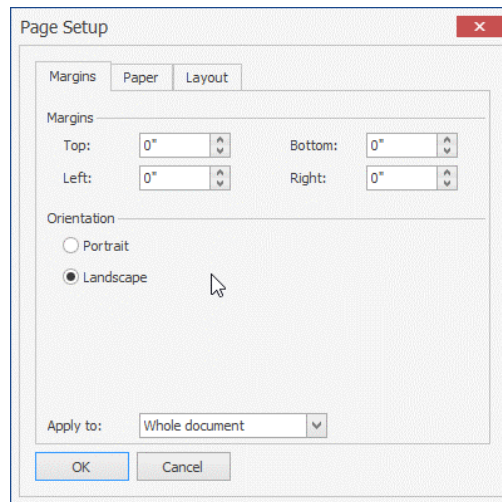 Page Setup
Margins Paper Layout
Margins
Top: 0" Bottom: 0"
Left: 0" Right: 0"
Orientation
Portrait
Landscape
Apply to: Whole document
OK Cancel